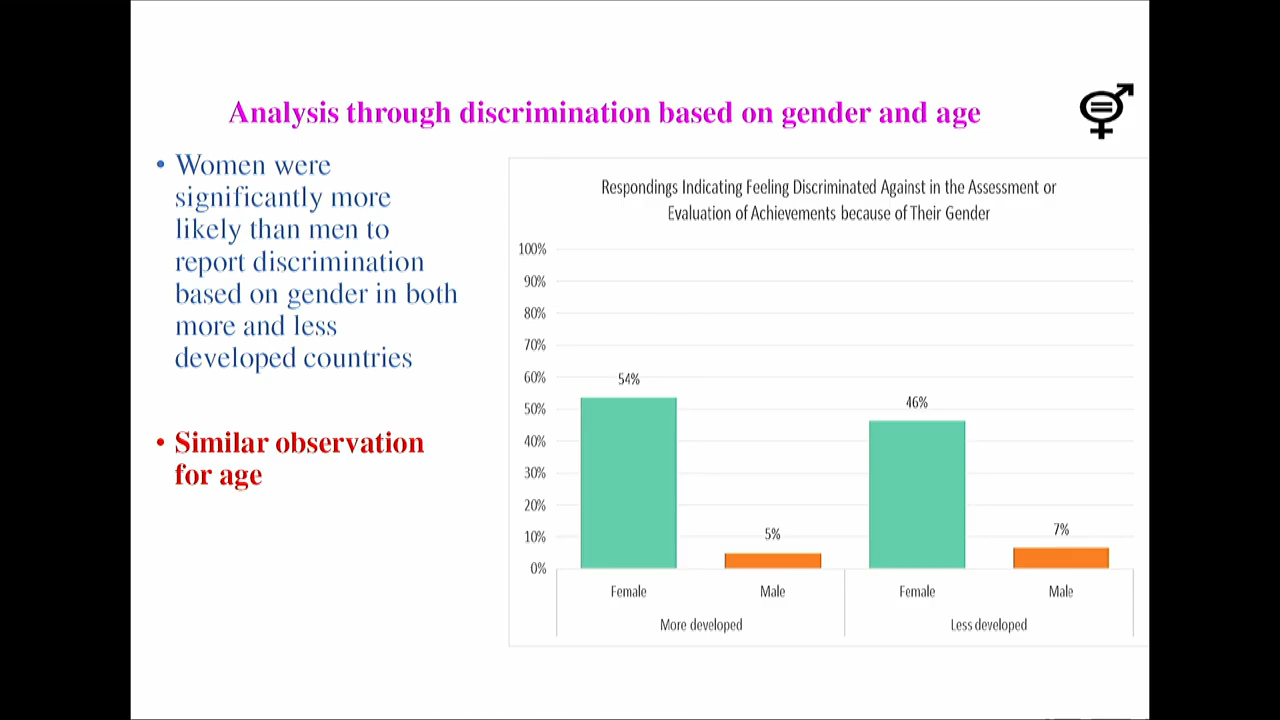 Analysis through discrimination based on gender and age
• Women were
significantly more
likely than men to
report discrimination
based on gender in both
more and less
developed countries
• Similar observation
for age
Respondings Indicating Feeling Discriminated Against in the Assessment or
Evaluation of Achievements because of Their Gender
100%
90%
80%
70%
60%
50%
40%
30%
20%
10%
0%
54%
5%
46%
7%
Female Male Female Male
More developed Less developed